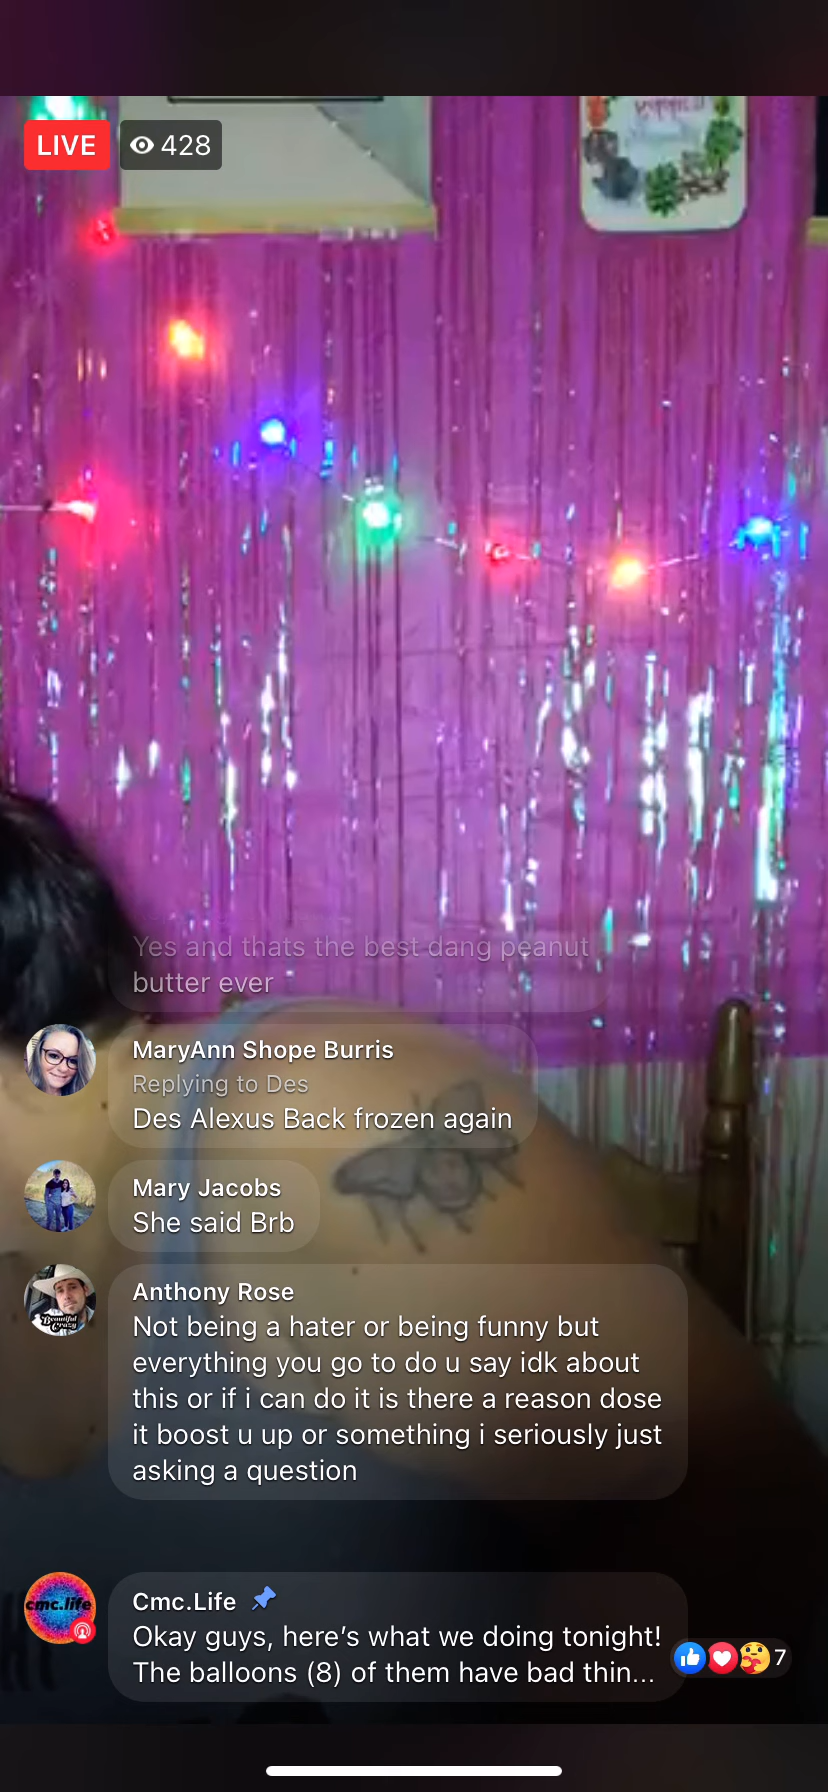 LIVE 428
Yes and thats the best dang peanut
butter ever
MaryAnn Shope Burris
Replying to Des
Des Alexus Back frozen again
Mary Jacobs
She said Brb
Anthony Rose
Beautiful
Crazy
Not being a hater or being funny but
everything you go to do u say idk about
this or if i can do it is there a reason dose
it boost u up or something i seriously just
asking a question
cmc.life
Cmc.Life
Okay guys, here’s what we doing tonight!
The balloons (8) of them have bad thin...
7